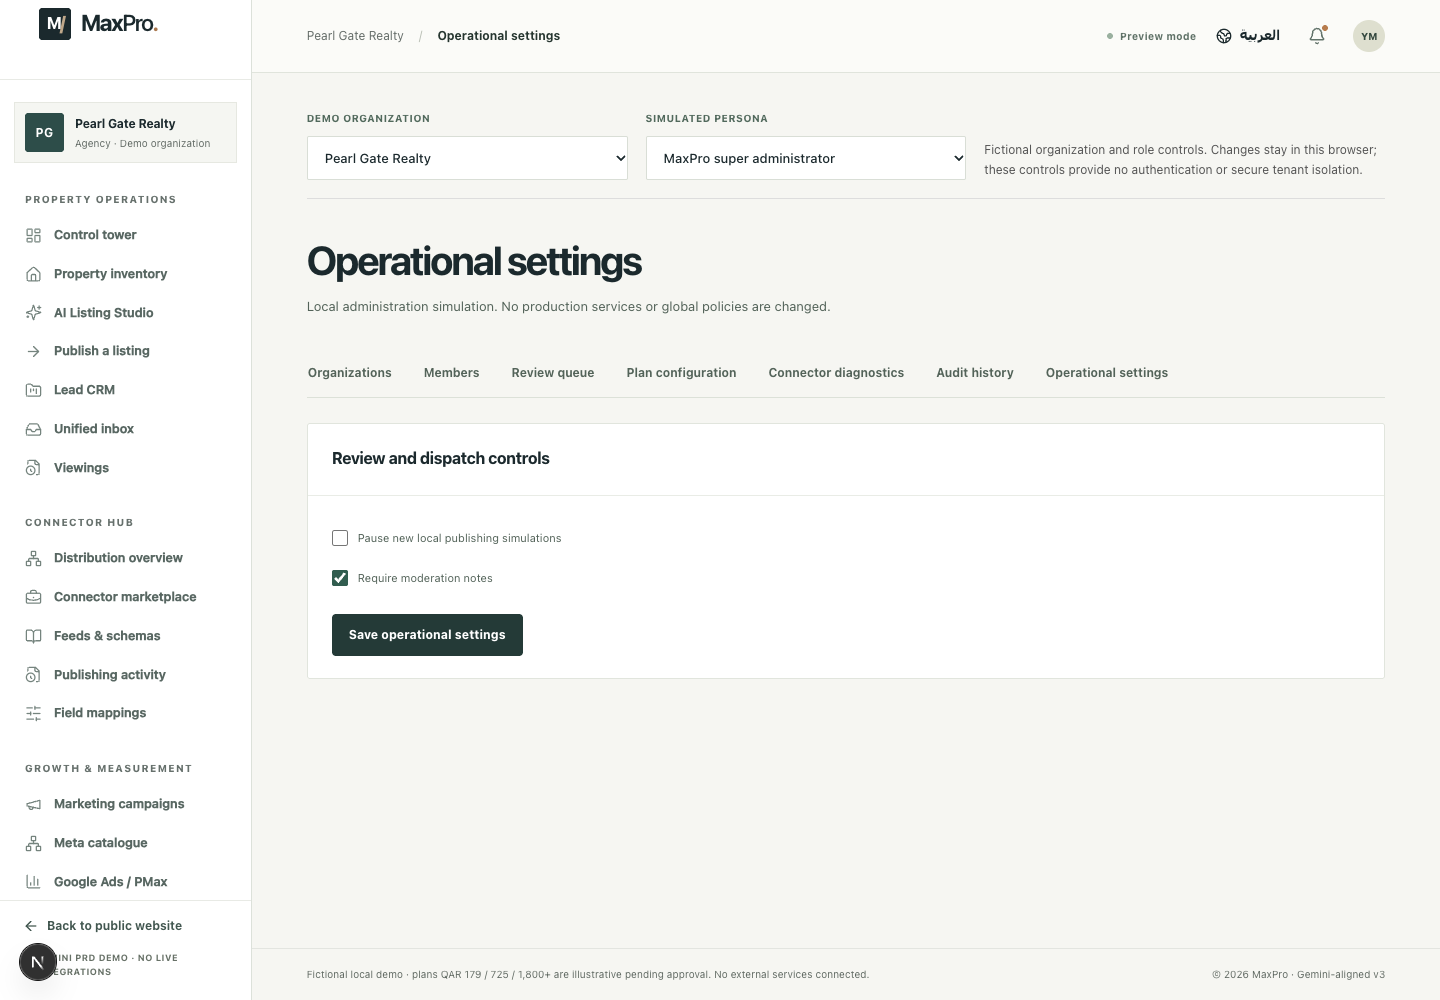 M/ MaxPro.
Pearl Gate Realty / Operational settings
Preview mode
العربية
YM
PG
Pearl Gate Realty
Agency · Demo organization
PROPERTY OPERATIONS
Control tower
Property inventory
AI Listing Studio
Publish a listing
Lead CRM
Unified inbox
Viewings
CONNECTOR HUB
Distribution overview
Connector marketplace
Feeds & schemas
Publishing activity
Field mappings
GROWTH & MEASUREMENT
Marketing campaigns
Meta catalogue
Google Ads / PMax
Back to public website
INI PRD DEMO · NO LIVE
EGRATIONS
N
DEMO ORGANIZATION
Pearl Gate Realty
SIMULATED PERSONA
MaxPro super administrator
Fictional organization and role controls. Changes stay in this browser;
these controls provide no authentication or secure tenant isolation.
Operational settings
Local administration simulation. No production services or global policies are changed.
Organizations Members Review queue Plan configuration Connector diagnostics Audit history Operational settings
Review and dispatch controls
Pause new local publishing simulations
Require moderation notes
Save operational settings
Fictional local demo · plans QAR 179 / 725 / 1,800+ are illustrative pending approval. No external services connected.
© 2026 MaxPro · Gemini-aligned v3